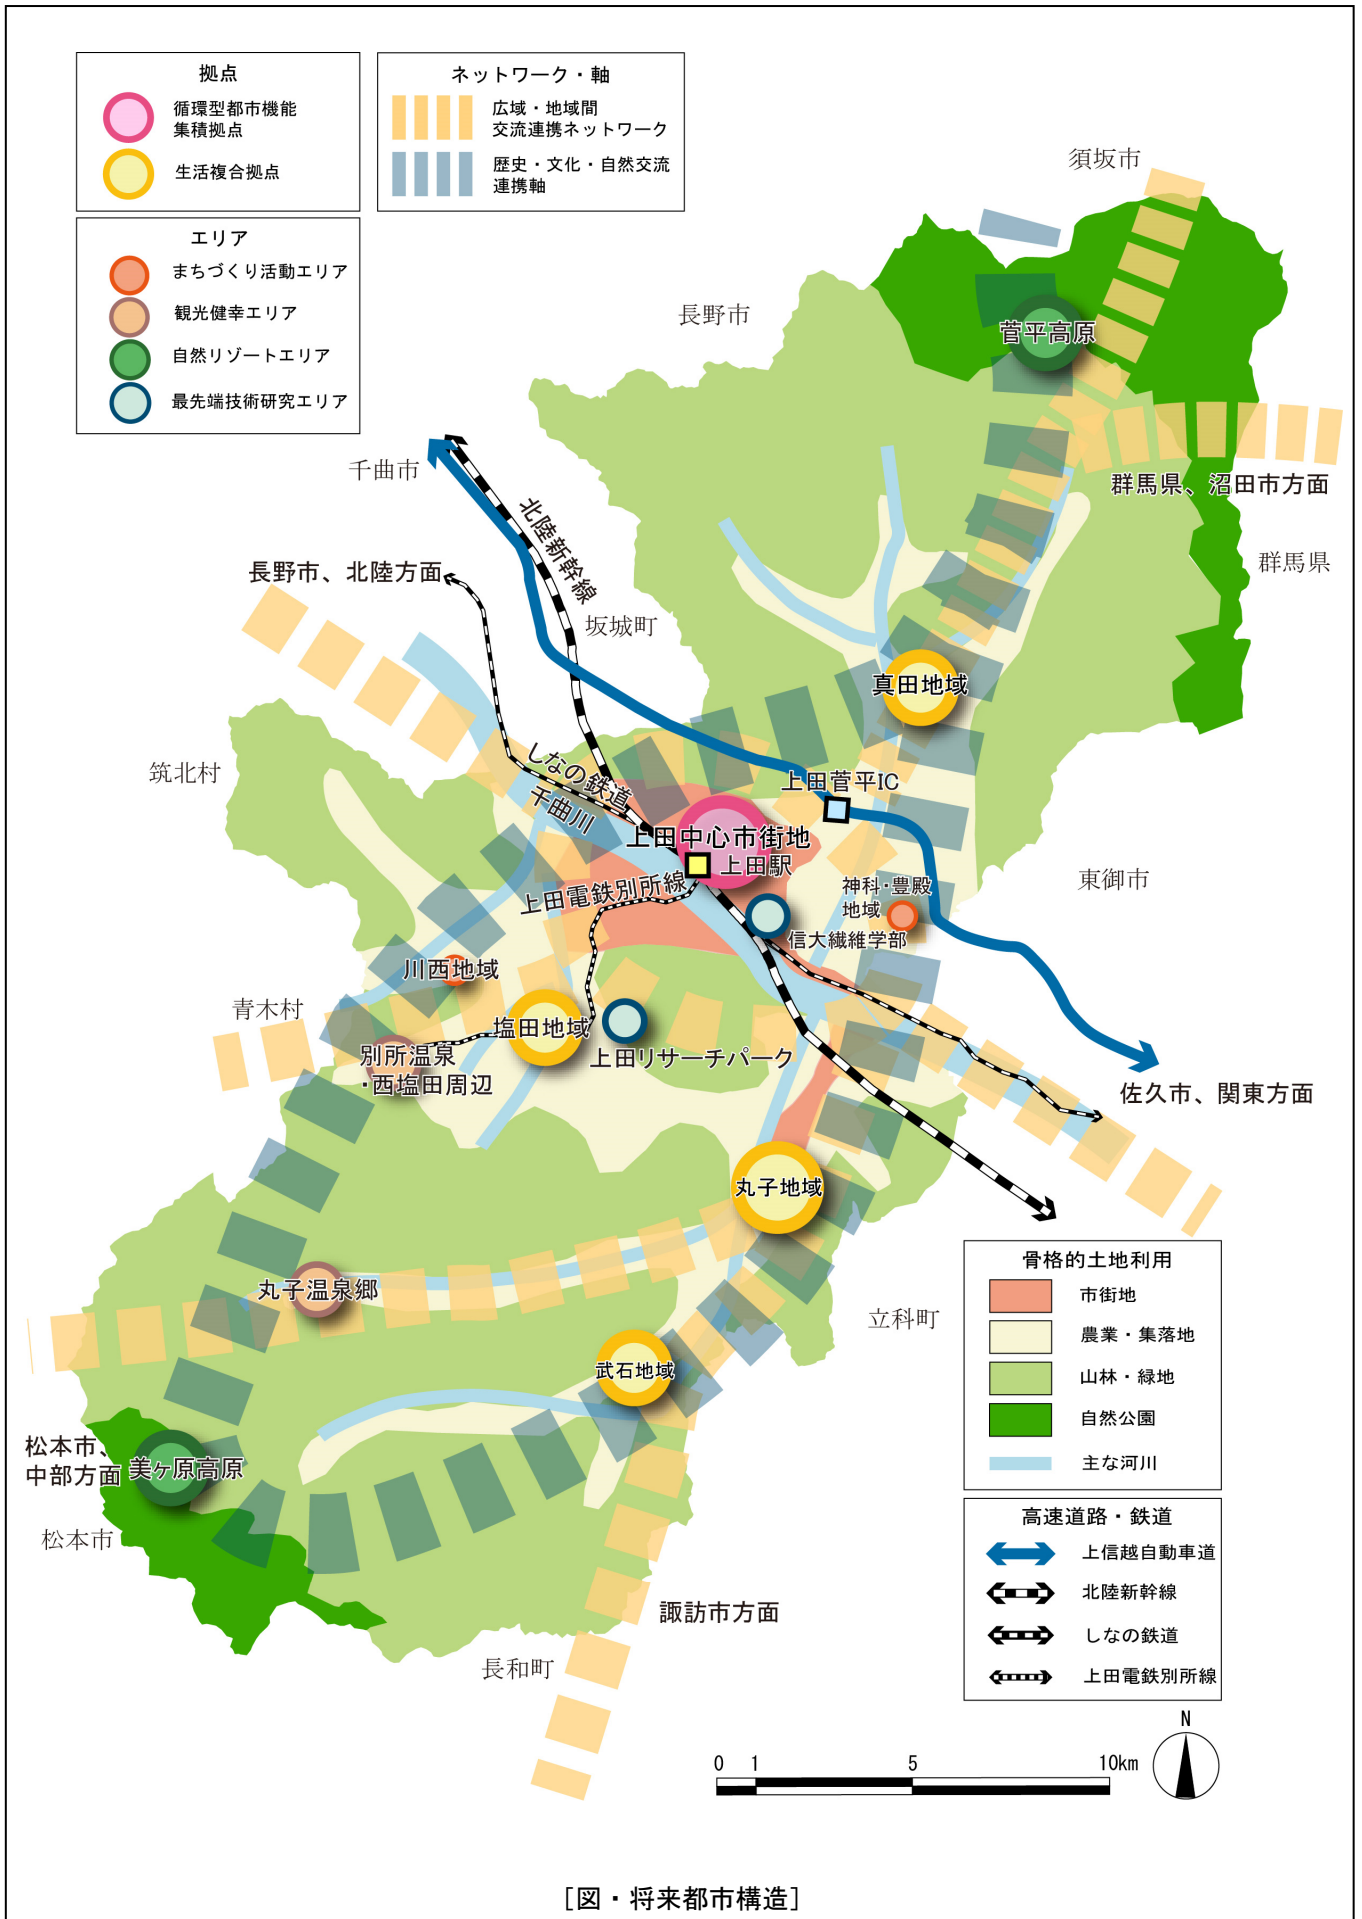 拠点
循環型都市機能
集積拠点
生活複合拠点
ネットワーク・軸
広域・地域間
交流連携ネットワーク
歴史・文化・自然交流
連携軸
エリア
まちづくり活動エリア
観光健幸エリア
自然リゾートエリア
最先端技術研究エリア
須坂市
長野市
菅平高原
千曲市
群馬県、沼田市方面
北陸新幹線
群馬県
長野市、北陸方面
坂城町
真田地域
筑北村
しなの鉄道
上田菅平IC
千曲川
上田中心市街地
上田駅
東御市
上田電鉄別所線
神科・豊殿
地域
信大繊維学部
川西地域
青木村
塩田地域
別所温泉
・西塩田周辺
上田リサーチパーク
佐久市、関東方面
丸子地域
丸子温泉郷
立科町
武石地域
松本市、
中部方面
美ヶ原高原
松本市
諏訪市方面
長和町
骨格的土地利用
市街地
農業・集落地
山林・緑地
自然公園
主な河川
高速道路・鉄道
上信越自動車道
北陸新幹線
しなの鉄道
上田電鉄別所線
N
0 1 5 10km
［図・将来都市構造］